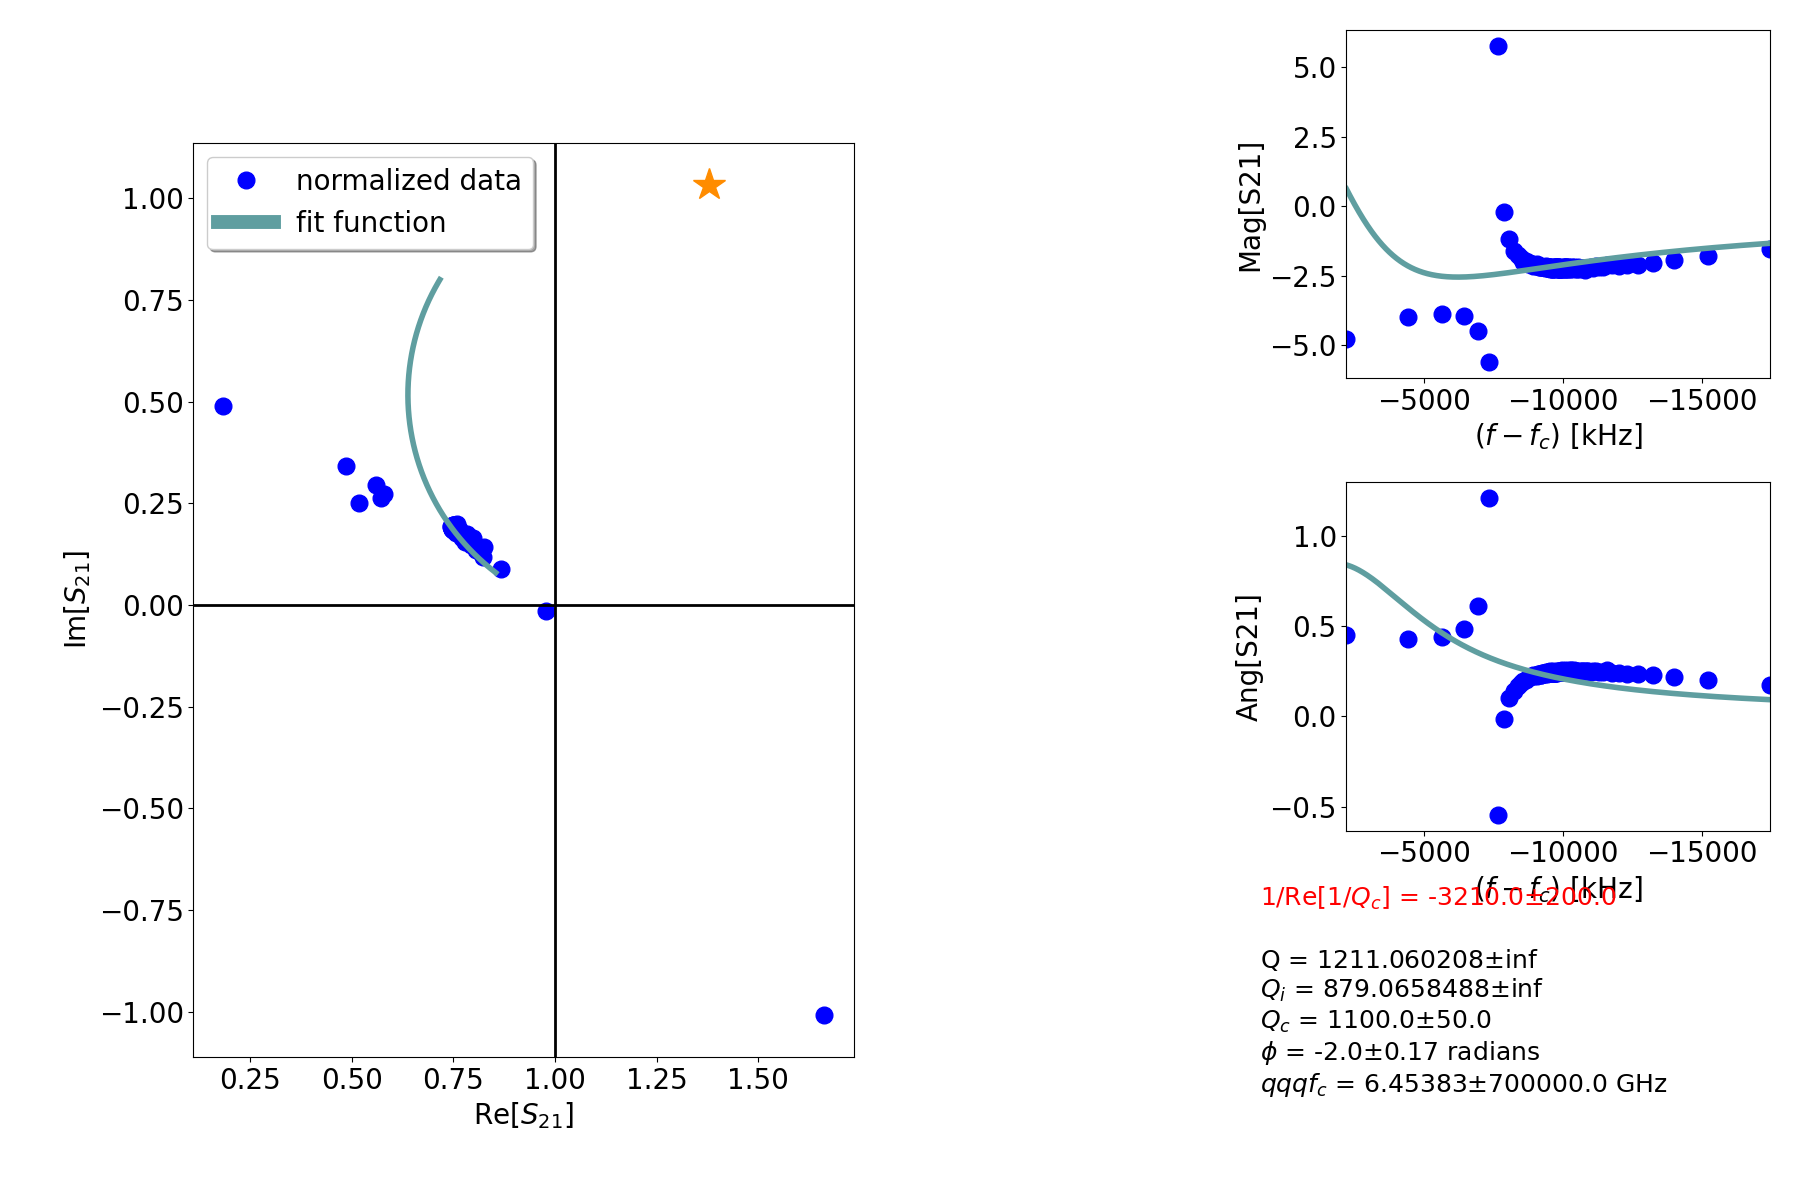 normalized data
fit function
1.00
0.75
0.50
0.25
0.00
−0.25
−0.50
−0.75
−1.00
Im[S21]
0.25 0.50 0.75 1.00 1.25 1.50
Re[S21]
5.0
2.5
0.0
−2.5
−5.0
Mag[S21]
−5000 −10000 −15000
(f − fc) [kHz]
1.0
0.5
0.0
−0.5
Ang[S21]
−5000 −10000 −15000
(f − fc) [kHz]
1/Re[1/Qc] = -3210.0±200.0
Q = 1211.060208±inf
Qi = 879.0658488±inf
Qc = 1100.0±50.0
ϕ = -2.0±0.17 radians
qqqfc = 6.45383±700000.0 GHz